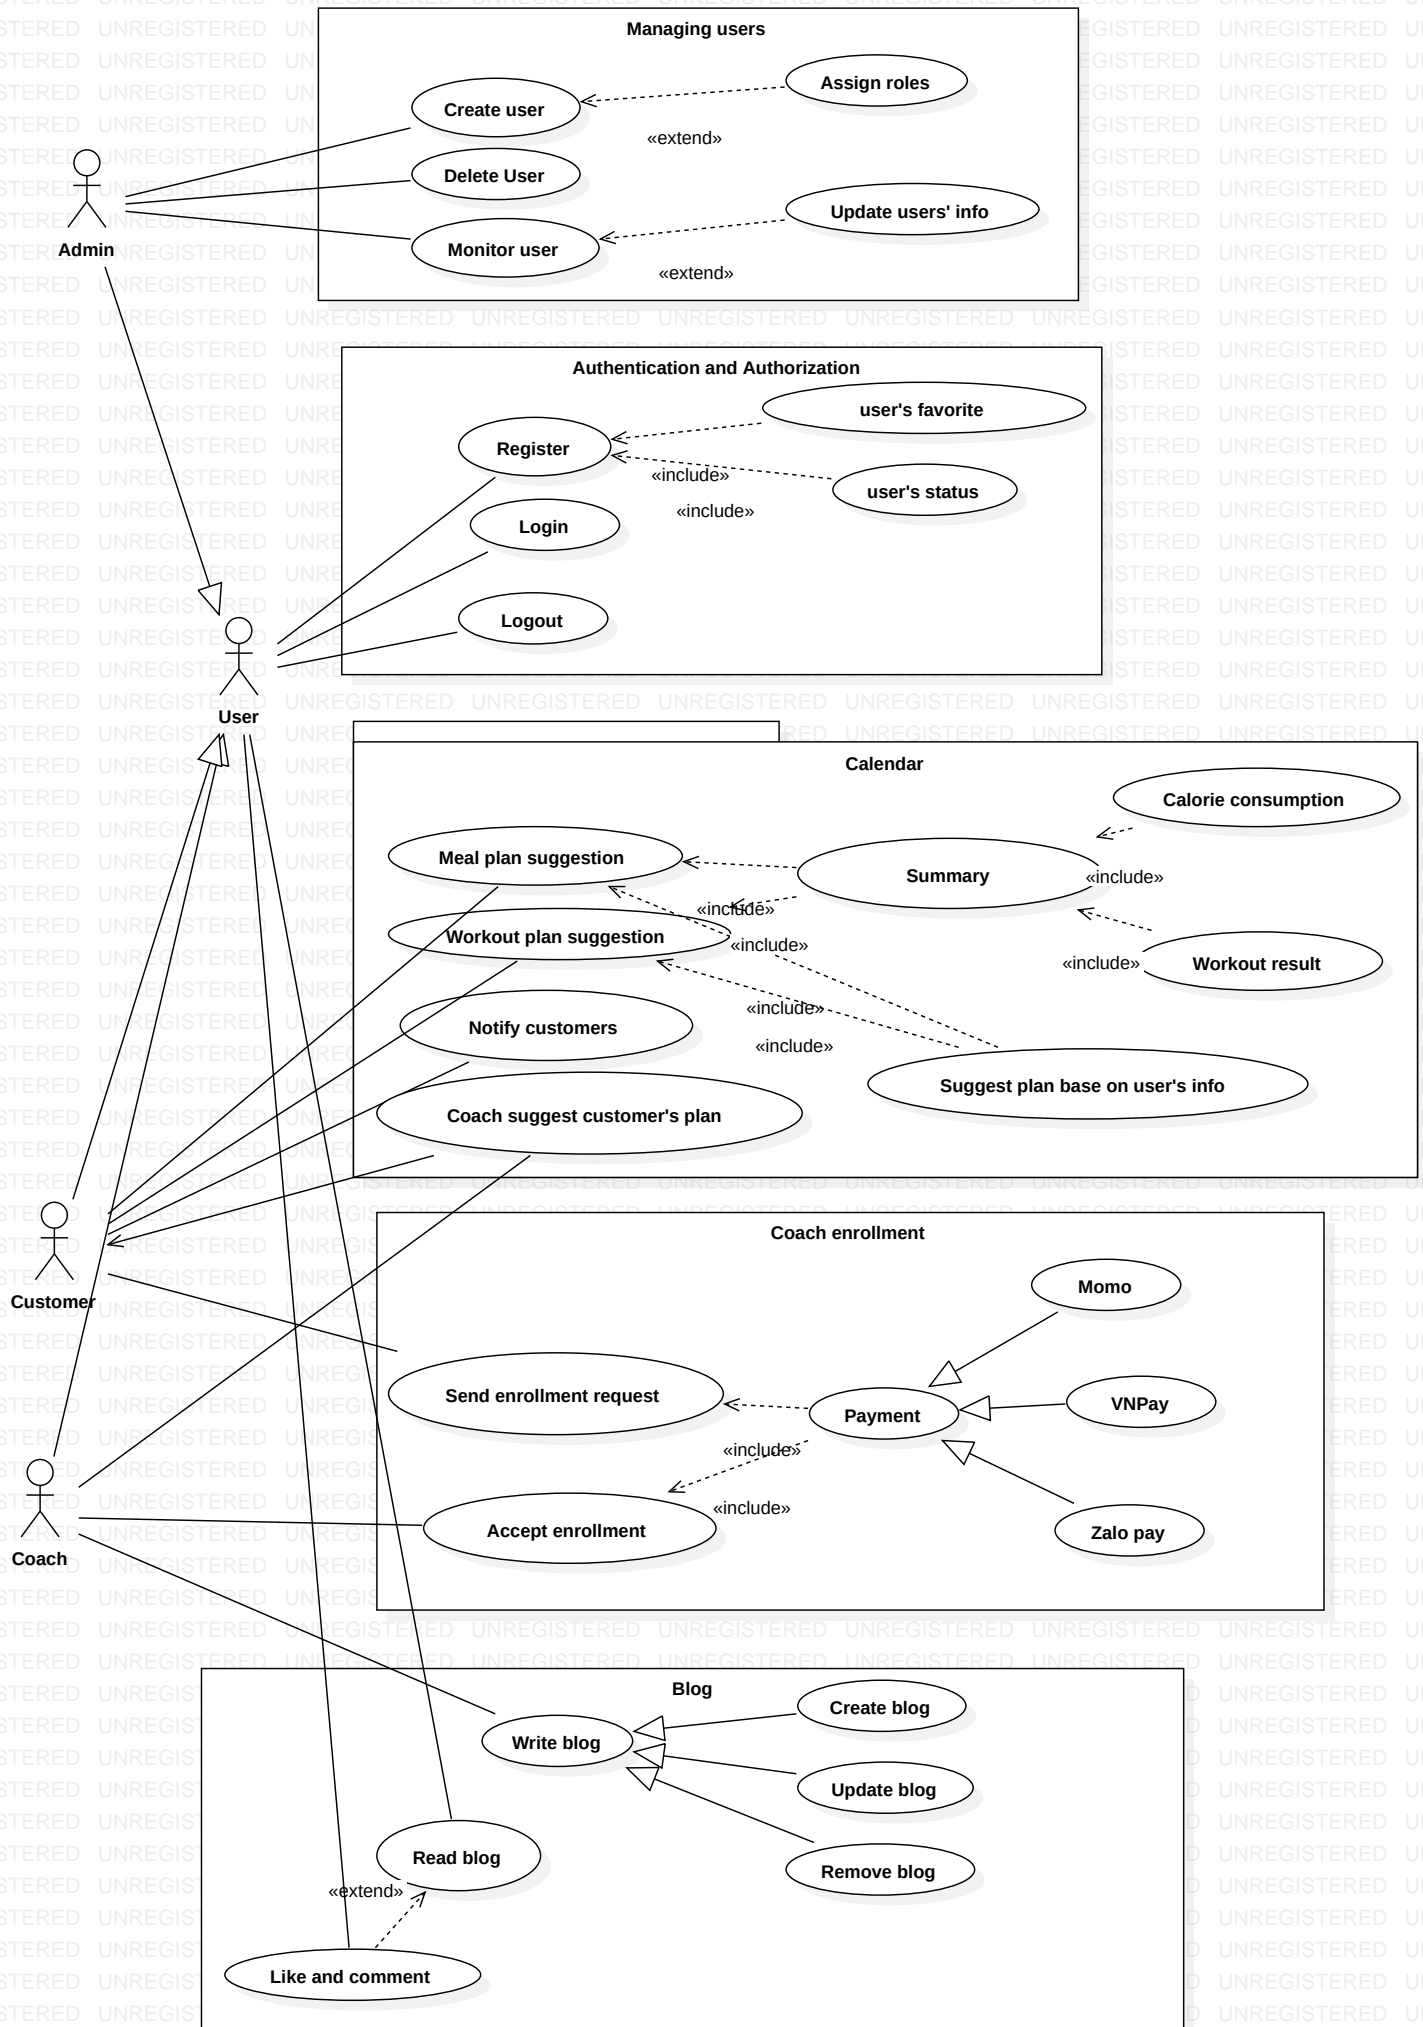 Managing users
Assign roles
Create user
«extend»
Delete User
Update users' info
Monitor user
Admin
«extend»
Authentication and Authorization
user's favorite
Register
«include»
user's status
«include»
Login
Logout
User
Calendar
Calorie consumption
Meal plan suggestion
Summary
«include»
«include»
Workout plan suggestion
«include»
Workout result
«include»
«include»
Notify customers
«include»
Suggest plan base on user's info
Coach suggest customer's plan
Coach enrollment
Customer
Momo
Send enrollment request
Payment
VNPay
«include»
«include»
Accept enrollment
Zalo pay
Coach
Blog
Create blog
Write blog
Update blog
Read blog
Remove blog
«extend»
Like and comment
UNREGISTERED